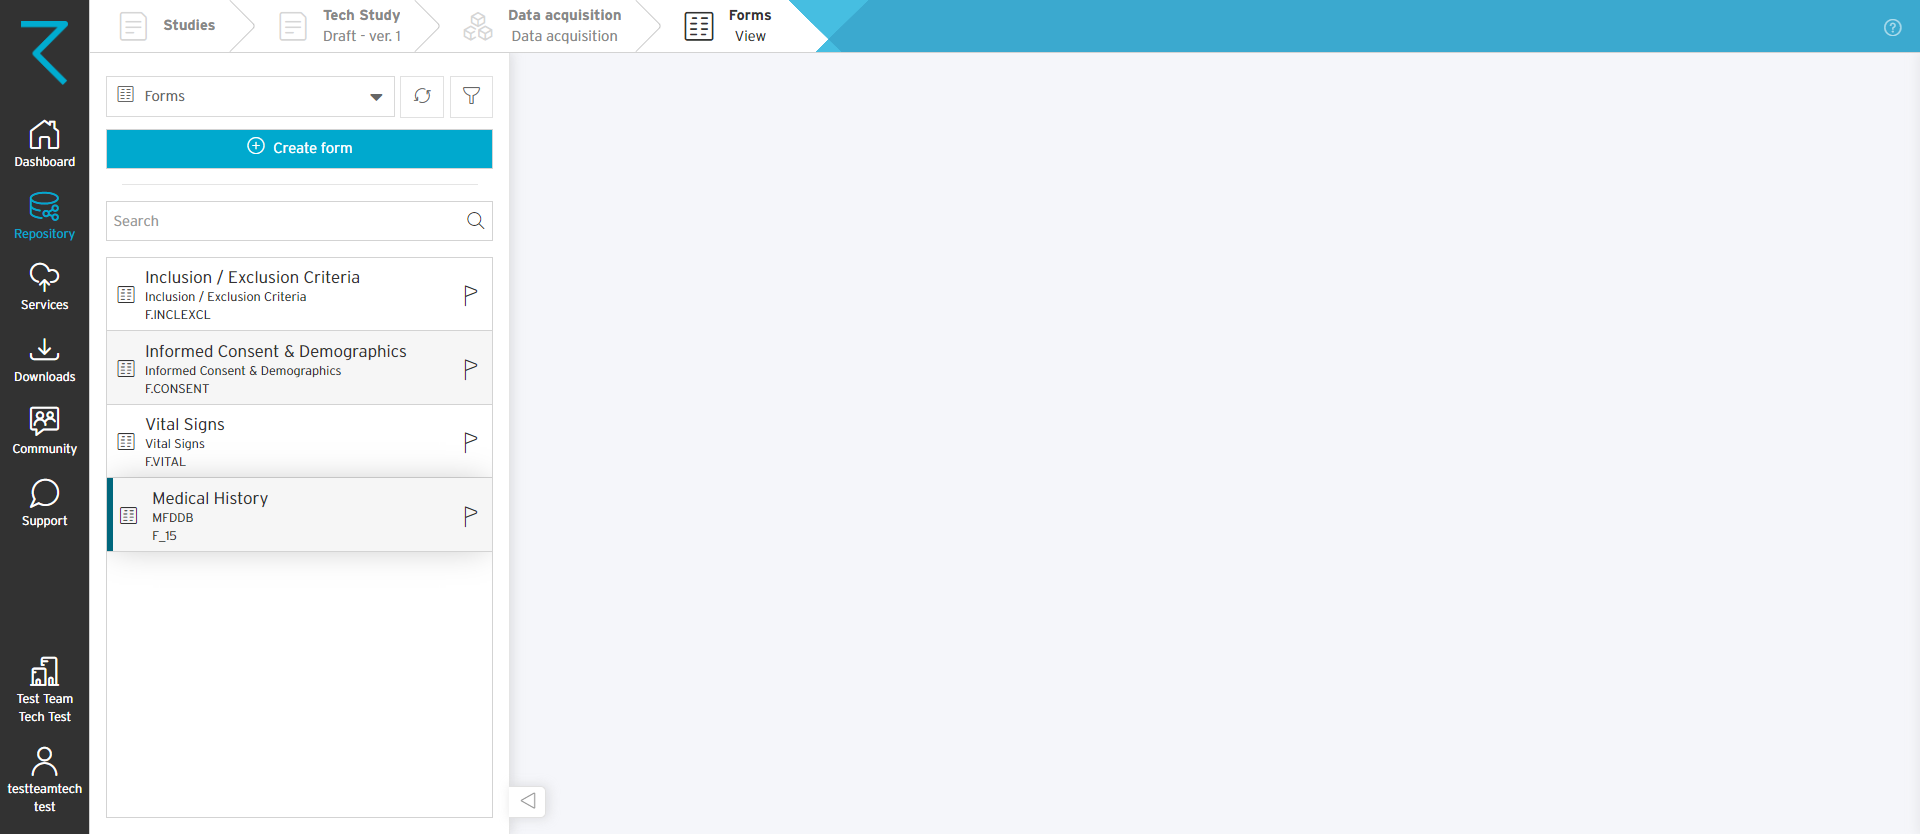 Studies
Tech Study
Draft - ver. 1
Data acquisition
Data acquisition
Forms
View
Dashboard
Repository
Services
Downloads
Community
Support
Test Team
Tech Test
testteamtech
test
Forms
Create form
Search
Inclusion / Exclusion Criteria
Inclusion / Exclusion Criteria
F.INCLEXCL
Informed Consent & Demographics
Informed Consent & Demographics
F.CONSENT
Vital Signs
Vital Signs
F.VITAL
Medical History
MFDDB
F_15